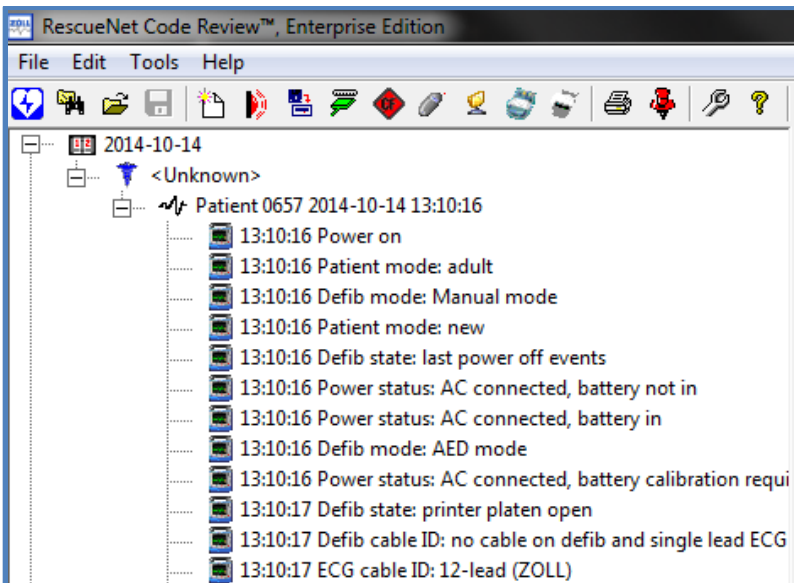 ZOLL RescueNet Code Review™, Enterprise Edition
File Edit Tools Help
CF ?
12 2014-10-14
<Unknown>
Patient 0657 2014-10-14 13:10:16
13:10:16 Power on
13:10:16 Patient mode: adult
13:10:16 Defib mode: Manual mode
13:10:16 Patient mode: new
13:10:16 Defib state: last power off events
13:10:16 Power status: AC connected, battery not in
13:10:16 Power status: AC connected, battery in
13:10:16 Defib mode: AED mode
13:10:16 Power status: AC connected, battery calibration requi
13:10:17 Defib state: printer platen open
13:10:17 Defib cable ID: no cable on defib and single lead ECG
13:10:17 ECG cable ID: 12-lead (ZOLL)